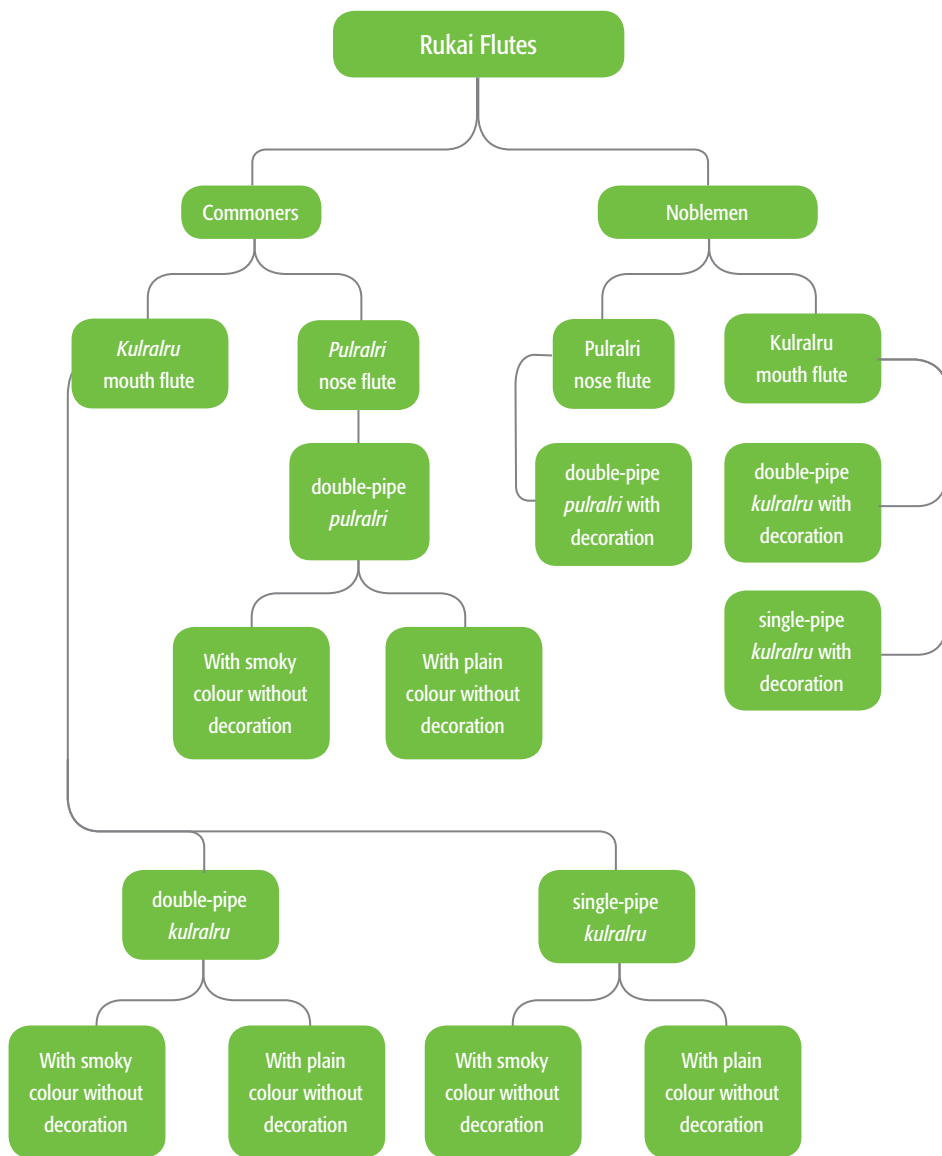 Rukai Flutes
Commoners
Noblemen
Kulralru
mouth flute
Pulralri
nose flute
Pulralri
nose flute
Kulralru
mouth flute
double-pipe
pulralri
double-pipe
pulralri with
decoration
double-pipe
kulralru with
decoration
With smoky
colour without
decoration
With plain
colour without
decoration
single-pipe
kulralru with
decoration
double-pipe
kulralru
single-pipe
kulralru
With smoky
colour without
decoration
With plain
colour without
decoration
With smoky
colour without
decoration
With plain
colour without
decoration